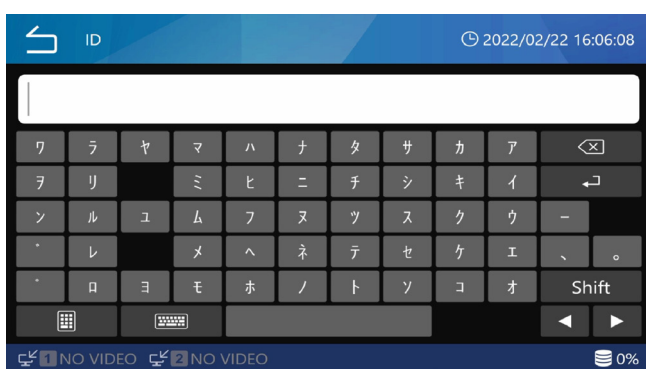 ID 2022/02/22 16:06:08
ワ ラ ヤ マ ハ ナ タ サ カ ア
ヲ リ ミ ヒ ニ チ シ キ イ
ン ル ユ ム フ ヌ ツ ス ク ウ ー
゛ レ メ ヘ ネ テ セ ケ エ 、 。
゜ ロ ヨ モ ホ ノ ト ソ コ オ Shift
1 NO VIDEO 2 NO VIDEO 0%